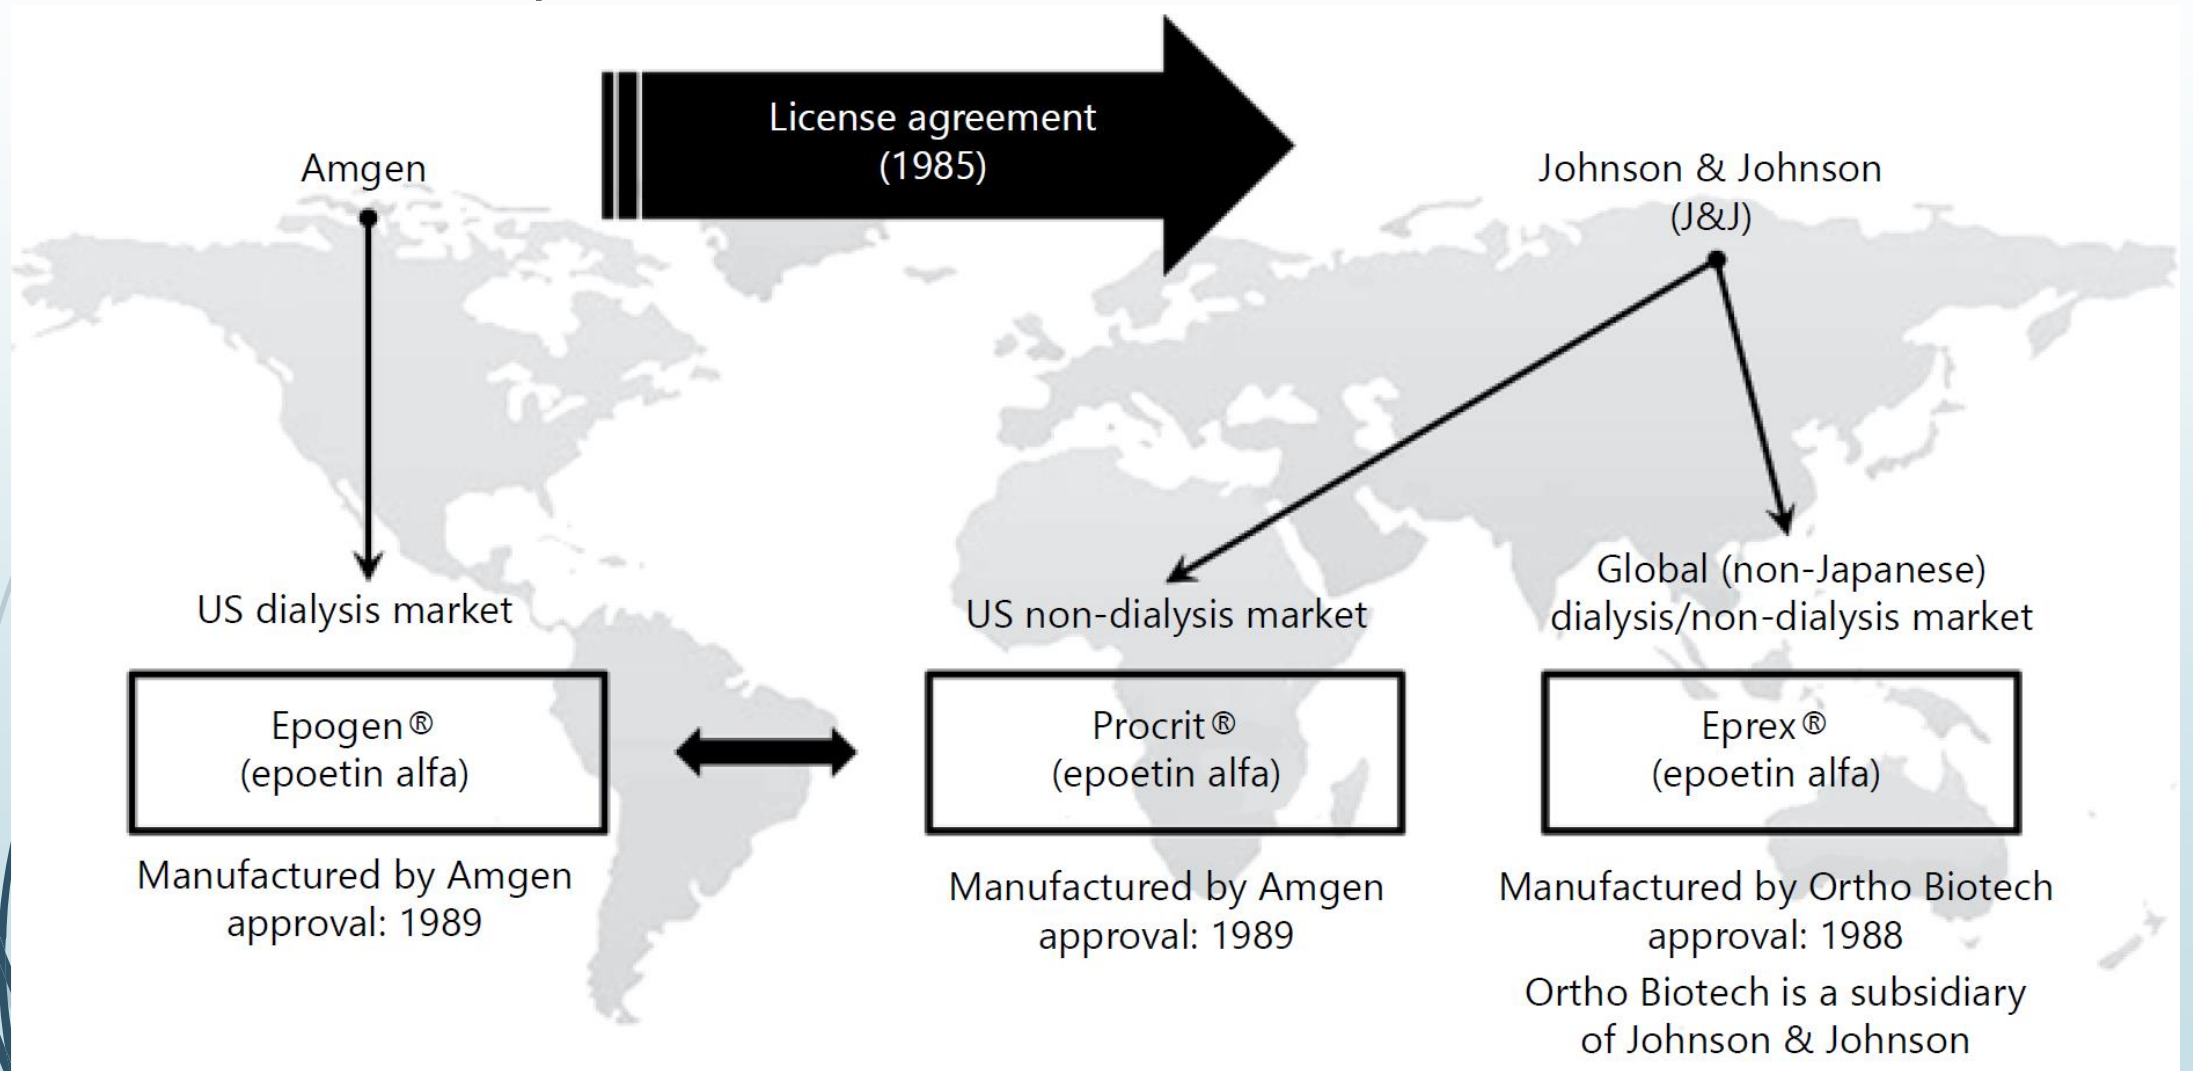 License agreement
(1985)
Amgen
Johnson & Johnson
(J&J)
US dialysis market
US non-dialysis market
Global (non-Japanese)
dialysis/non-dialysis market
Epogen®
(epoetin alfa)
Procrit®
(epoetin alfa)
Eprex®
(epoetin alfa)
Manufactured by Amgen
approval: 1989
Manufactured by Amgen
approval: 1989
Manufactured by Ortho Biotech
approval: 1988
Ortho Biotech is a subsidiary
of Johnson & Johnson